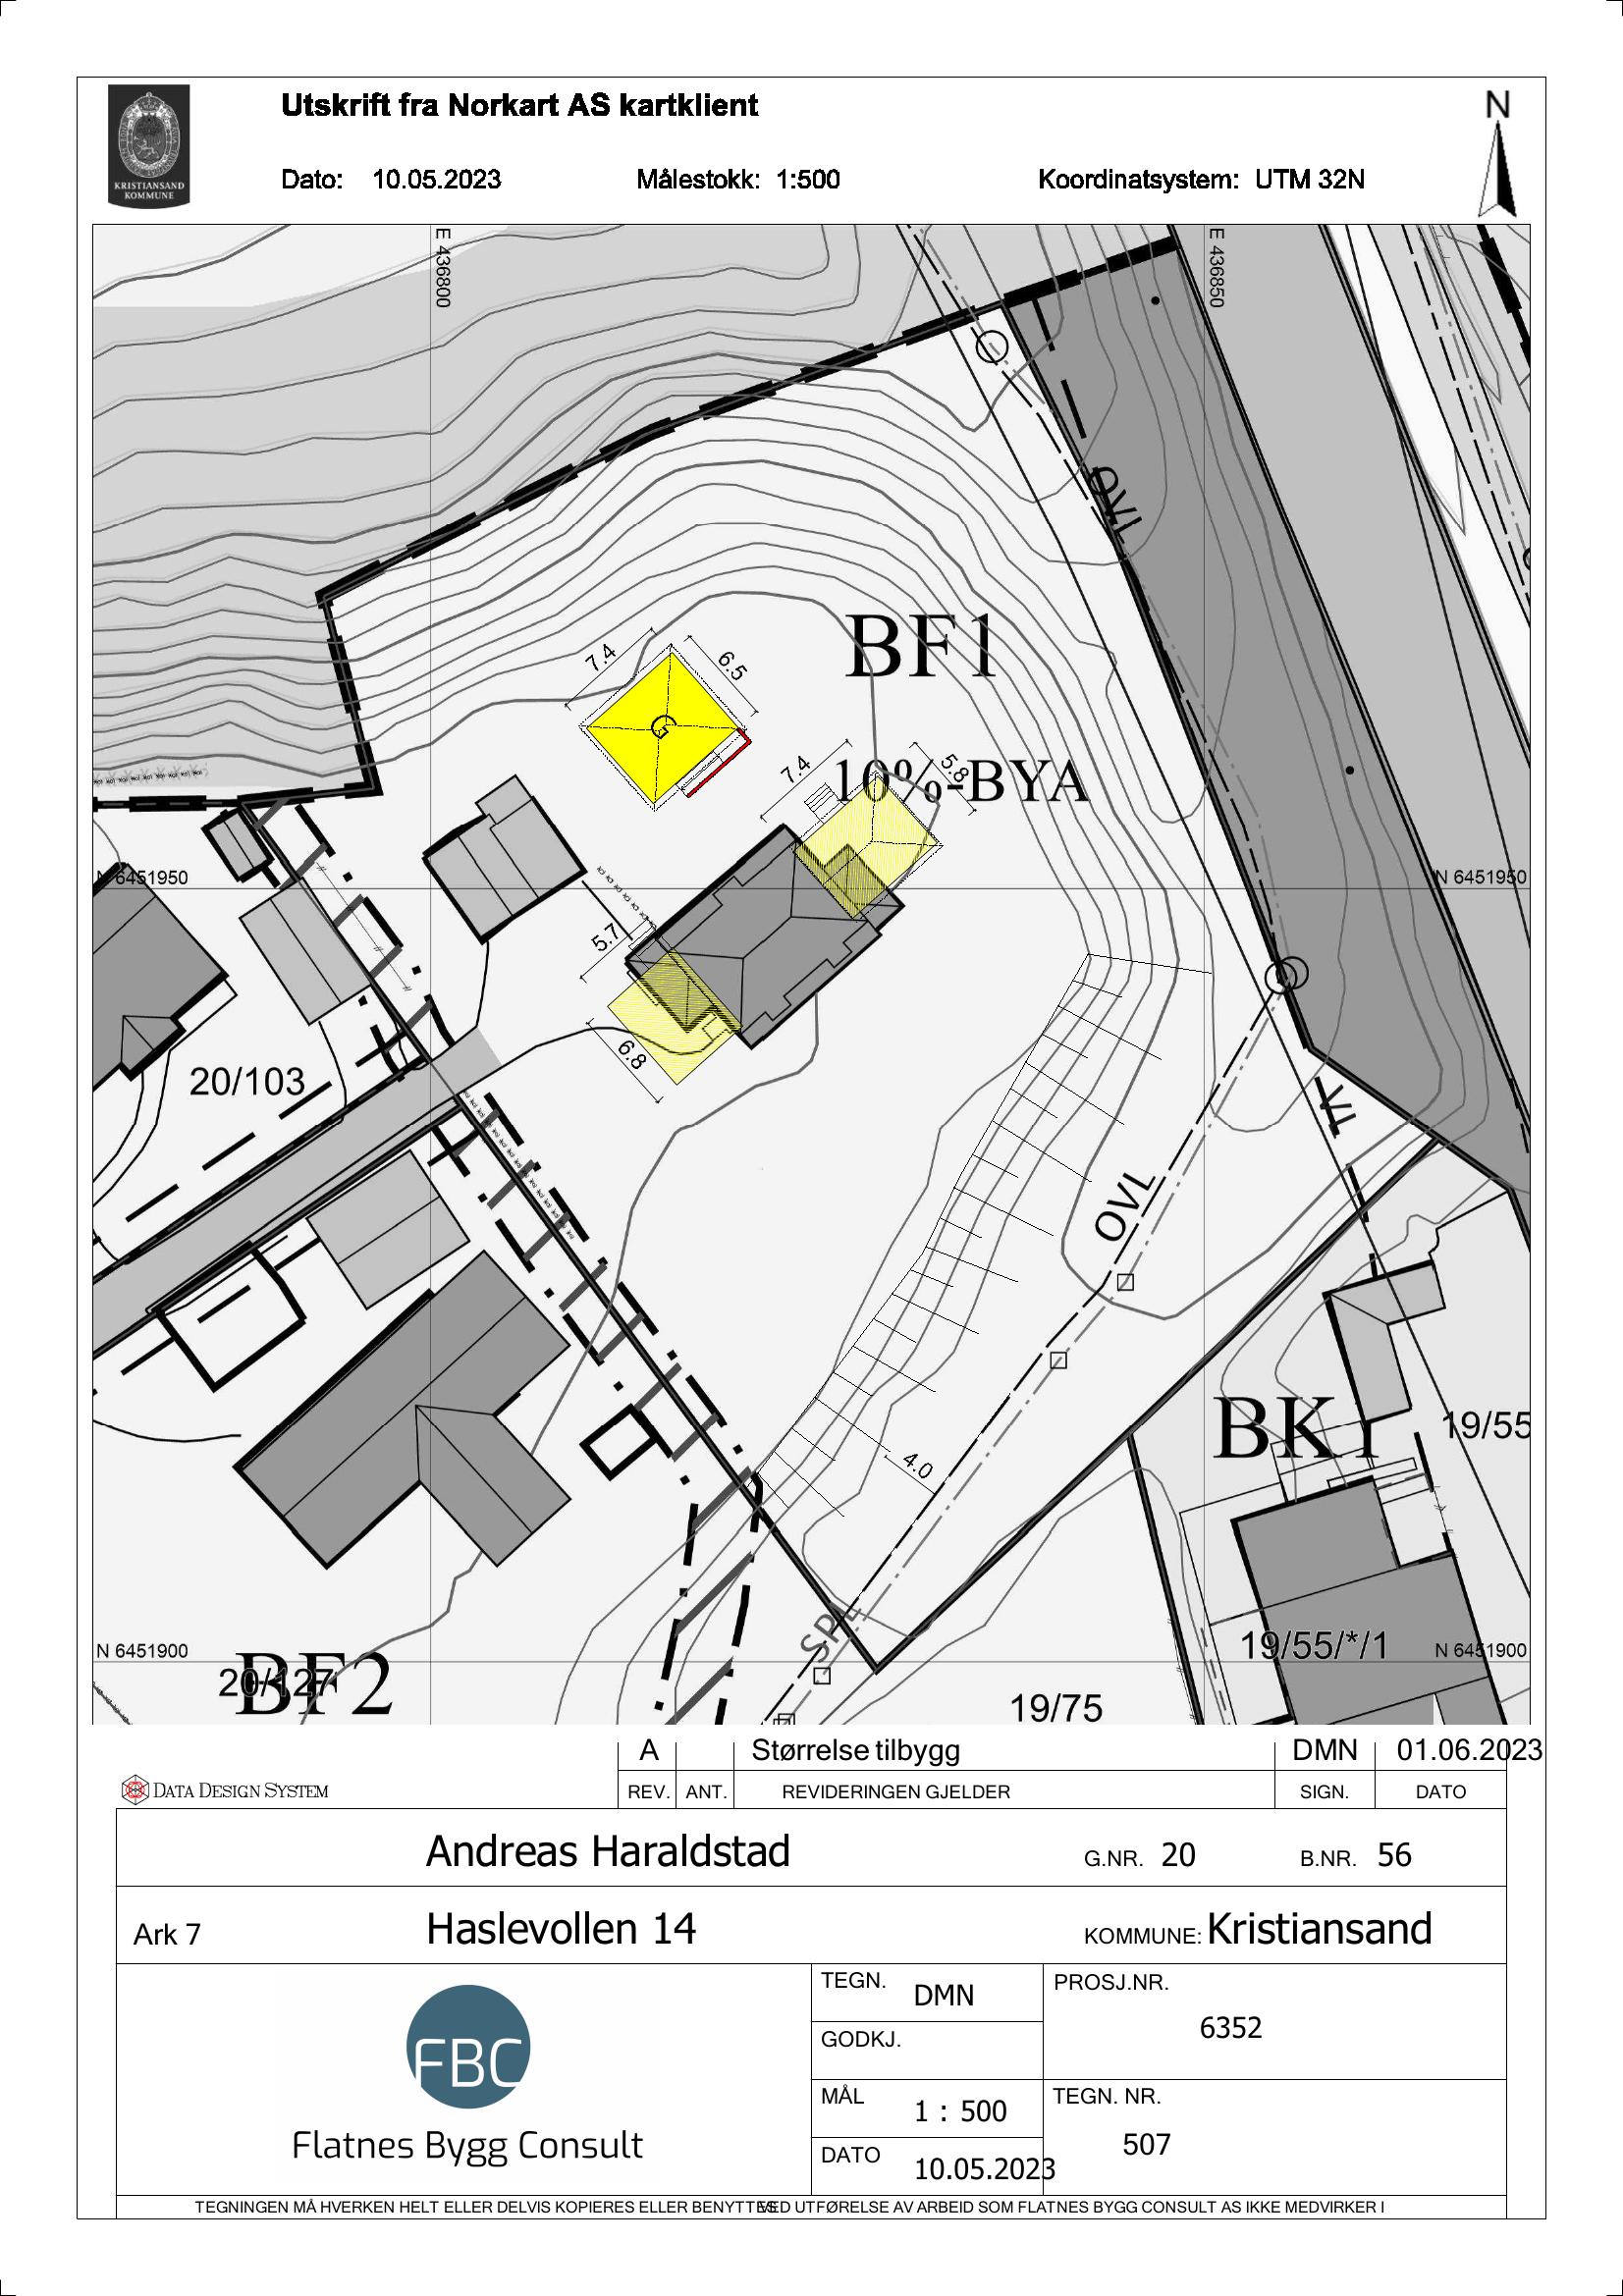 Utskrift fra Norkart AS kartklient
N
KRISTIANSAND
KOMMUNE
Dato: 10.05.2023 Målestokk: 1:500 Koordinatsystem: UTM 32N
E 436800
E 436850
OVL
BF1
7.4
6.5
G
10%-BYA
7.4
5.8
N 6451950
N 6451950
5.7
6.8
20/103
VL
OVL
BK1
19/55
4.0
SPL
19/55/*/1
N 6451900
N 6451900
BF2
20/127
19/75
A Størrelse tilbygg DMN 01.06.2023
DATA DESIGN SYSTEM
REV. ANT. REVIDERINGEN GJELDER SIGN. DATO
Andreas Haraldstad G.NR. 20 B.NR. 56
Ark 7 Haslevollen 14 KOMMUNE: Kristiansand
TEGN. DMN PROSJ.NR.
6352
GODKJ.
FBC
Flatnes Bygg Consult
MÅL 1 : 500 TEGN. NR.
507
DATO 10.05.2023
TEGNINGEN MÅ HVERKEN HELT ELLER DELVIS KOPIERES ELLER BENYTTES VED UTFØRELSE AV ARBEID SOM FLATNES BYGG CONSULT AS IKKE MEDVIRKER I